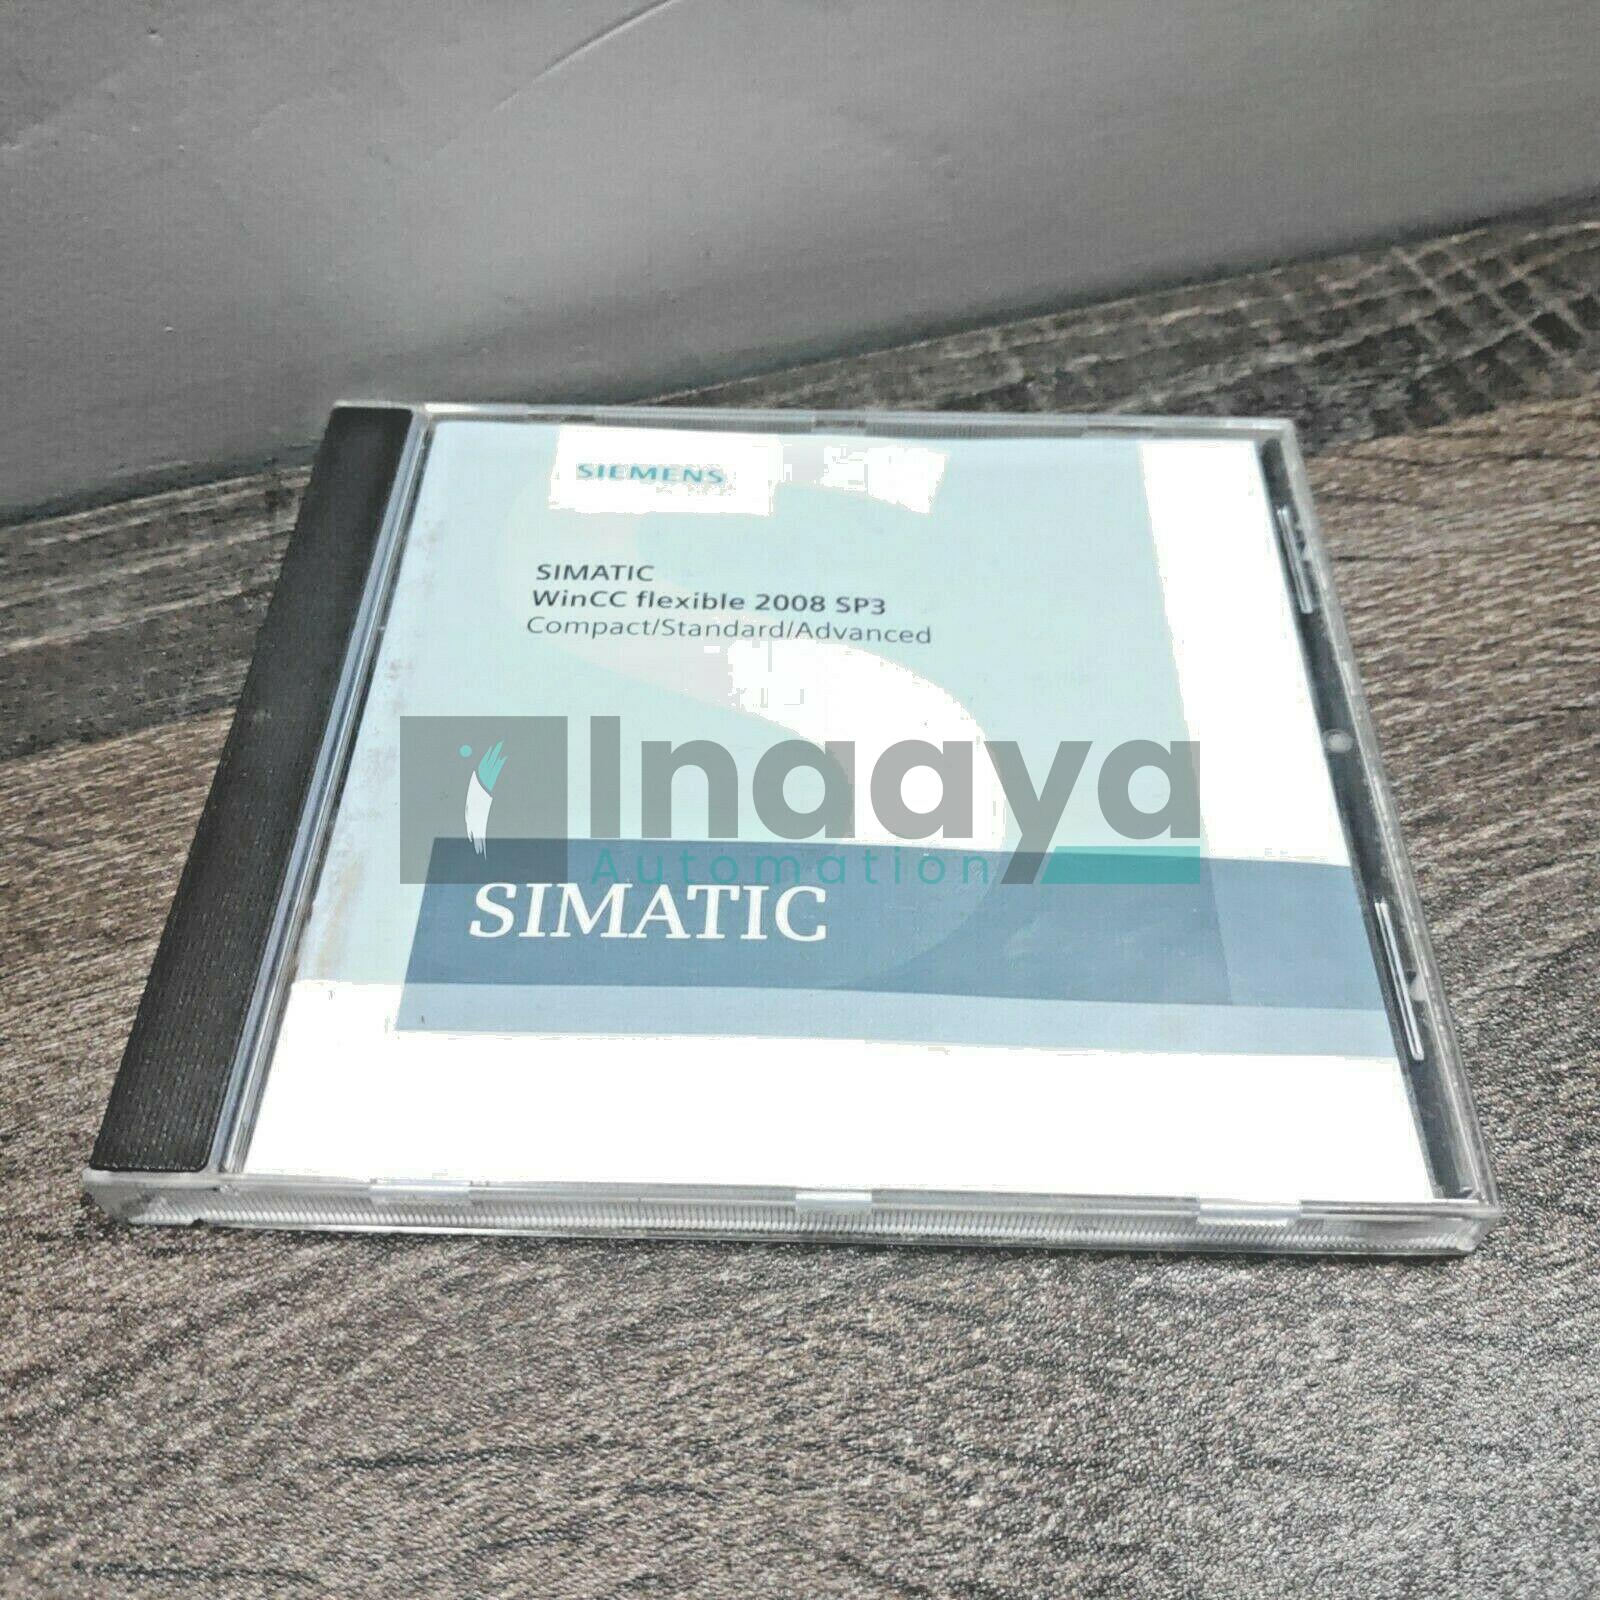 SIEMENS
SIMATIC
WinCC flexible 2008 SP3
Compact/Standard/Advanced
Inaaya
Automation
SIMATIC